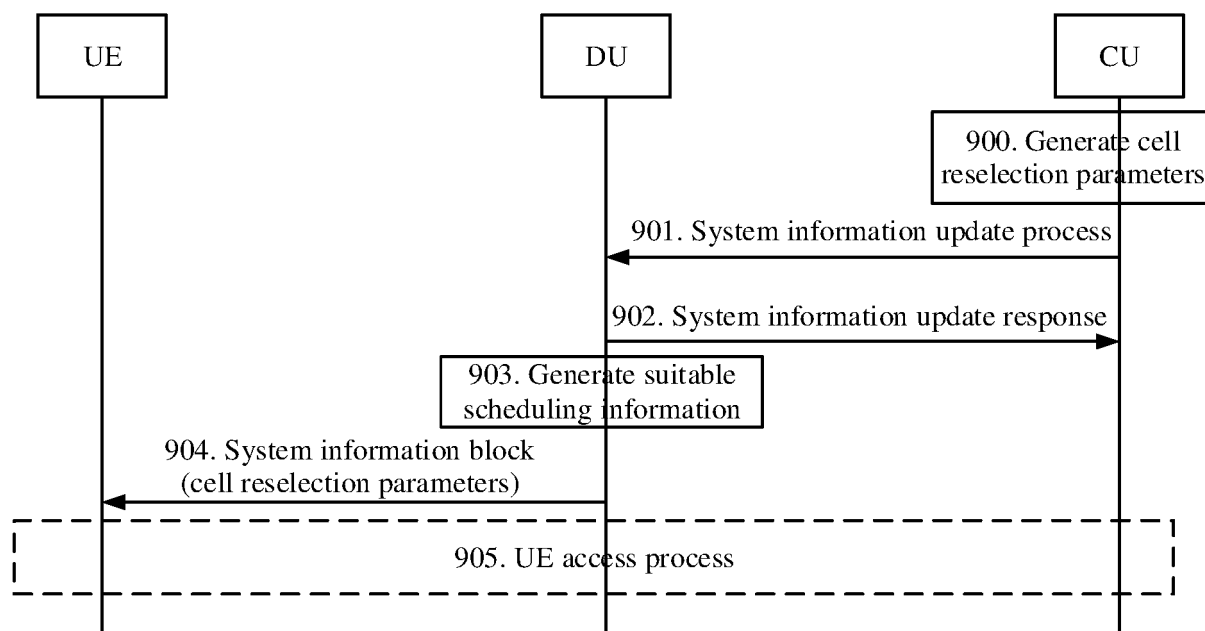 UE
DU
CU
900. Generate cell
reselection parameters
901. System information update process
902. System information update response
903. Generate suitable
scheduling information
904. System information block
(cell reselection parameters)
905. UE access process